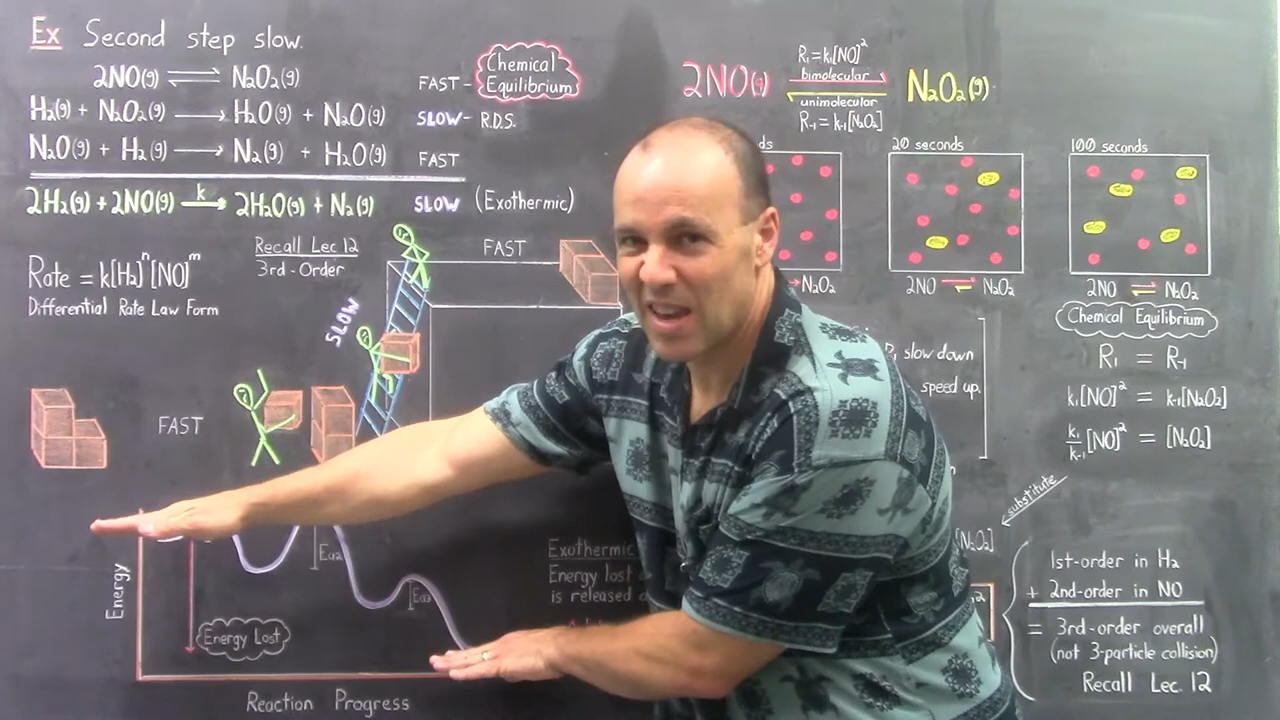 Ex Second step slow.
2NO(g) ⇌ N₂O₂(g) FAST - Chemical Equilibrium
H₂(g) + N₂O₂(g) → H₂O(g) + N₂O(g) SLOW - R.D.S.
N₂O(g) + H₂(g) → N₂(g) + H₂O(g) FAST
2H₂(g) + 2NO(g) →k 2H₂O(g) + N₂(g) SLOW (Exothermic)
Rate = k[H₂]ⁿ[NO]ᵐ
Differential Rate Law Form
Recall Lec 12
3rd-Order
FAST
SLOW
FAST
Energy
Energy Lost
Ea2
Ea3
Reaction Progress
Exothermic
Energy lost
is released
R₁ = k₁[NO]²
2NO(g) bimolecular N₂O₂(g)
unimolecular
R₋₁ = k₋₁[N₂O₂]
20 seconds
100 seconds
N₂O₂
2NO ⇌ N₂O₂
2NO ⇌ N₂O₂
Chemical Equilibrium
slow down
speed up.
R₁ = R₋₁
k₁[NO]² = k₋₁[N₂O₂]
k₁/k₋₁ [NO]² = [N₂O₂]
substitute
[N₂O₂]
1st-order in H₂
+ 2nd-order in NO
= 3rd-order overall
(not 3-particle collision)
Recall Lec. 12